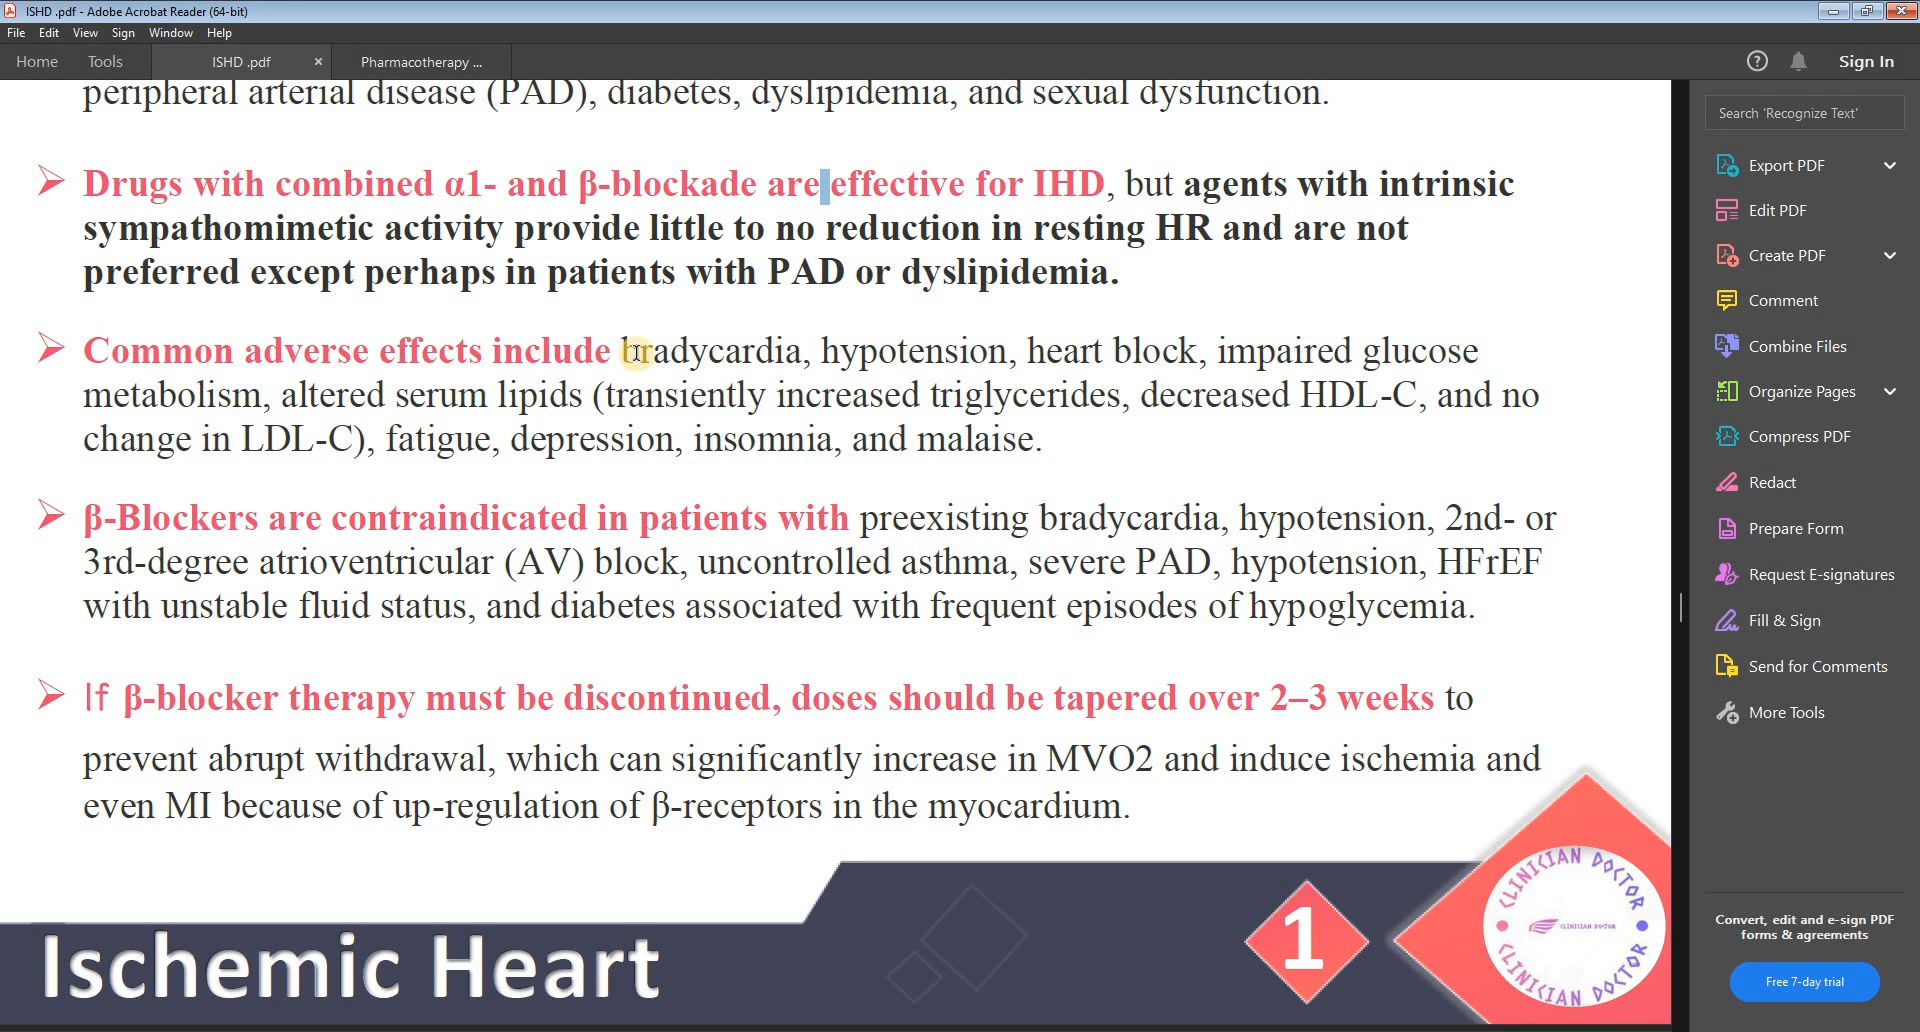 ISHD .pdf - Adobe Acrobat Reader (64-bit)
File Edit View Sign Window Help
Home Tools ISHD .pdf × Pharmacotherapy ... Sign In
peripheral arterial disease (PAD), diabetes, dyslipidemia, and sexual dysfunction.
Drugs with combined α1- and β-blockade are effective for IHD, but agents with intrinsic
sympathomimetic activity provide little to no reduction in resting HR and are not
preferred except perhaps in patients with PAD or dyslipidemia.
Common adverse effects include bradycardia, hypotension, heart block, impaired glucose
metabolism, altered serum lipids (transiently increased triglycerides, decreased HDL-C, and no
change in LDL-C), fatigue, depression, insomnia, and malaise.
β-Blockers are contraindicated in patients with preexisting bradycardia, hypotension, 2nd- or
3rd-degree atrioventricular (AV) block, uncontrolled asthma, severe PAD, hypotension, HFrEF
with unstable fluid status, and diabetes associated with frequent episodes of hypoglycemia.
If β-blocker therapy must be discontinued, doses should be tapered over 2–3 weeks to
prevent abrupt withdrawal, which can significantly increase in MVO2 and induce ischemia and
even MI because of up-regulation of β-receptors in the myocardium.
Ischemic Heart
1
CLINICIAN DOCTOR
CLINICIAN DOCTOR
CLINICIAN DOCTOR
Search 'Recognize Text'
Export PDF
Edit PDF
Create PDF
Comment
Combine Files
Organize Pages
Compress PDF
Redact
Prepare Form
Request E-signatures
Fill & Sign
Send for Comments
More Tools
Convert, edit and e-sign PDF
forms & agreements
Free 7-day trial